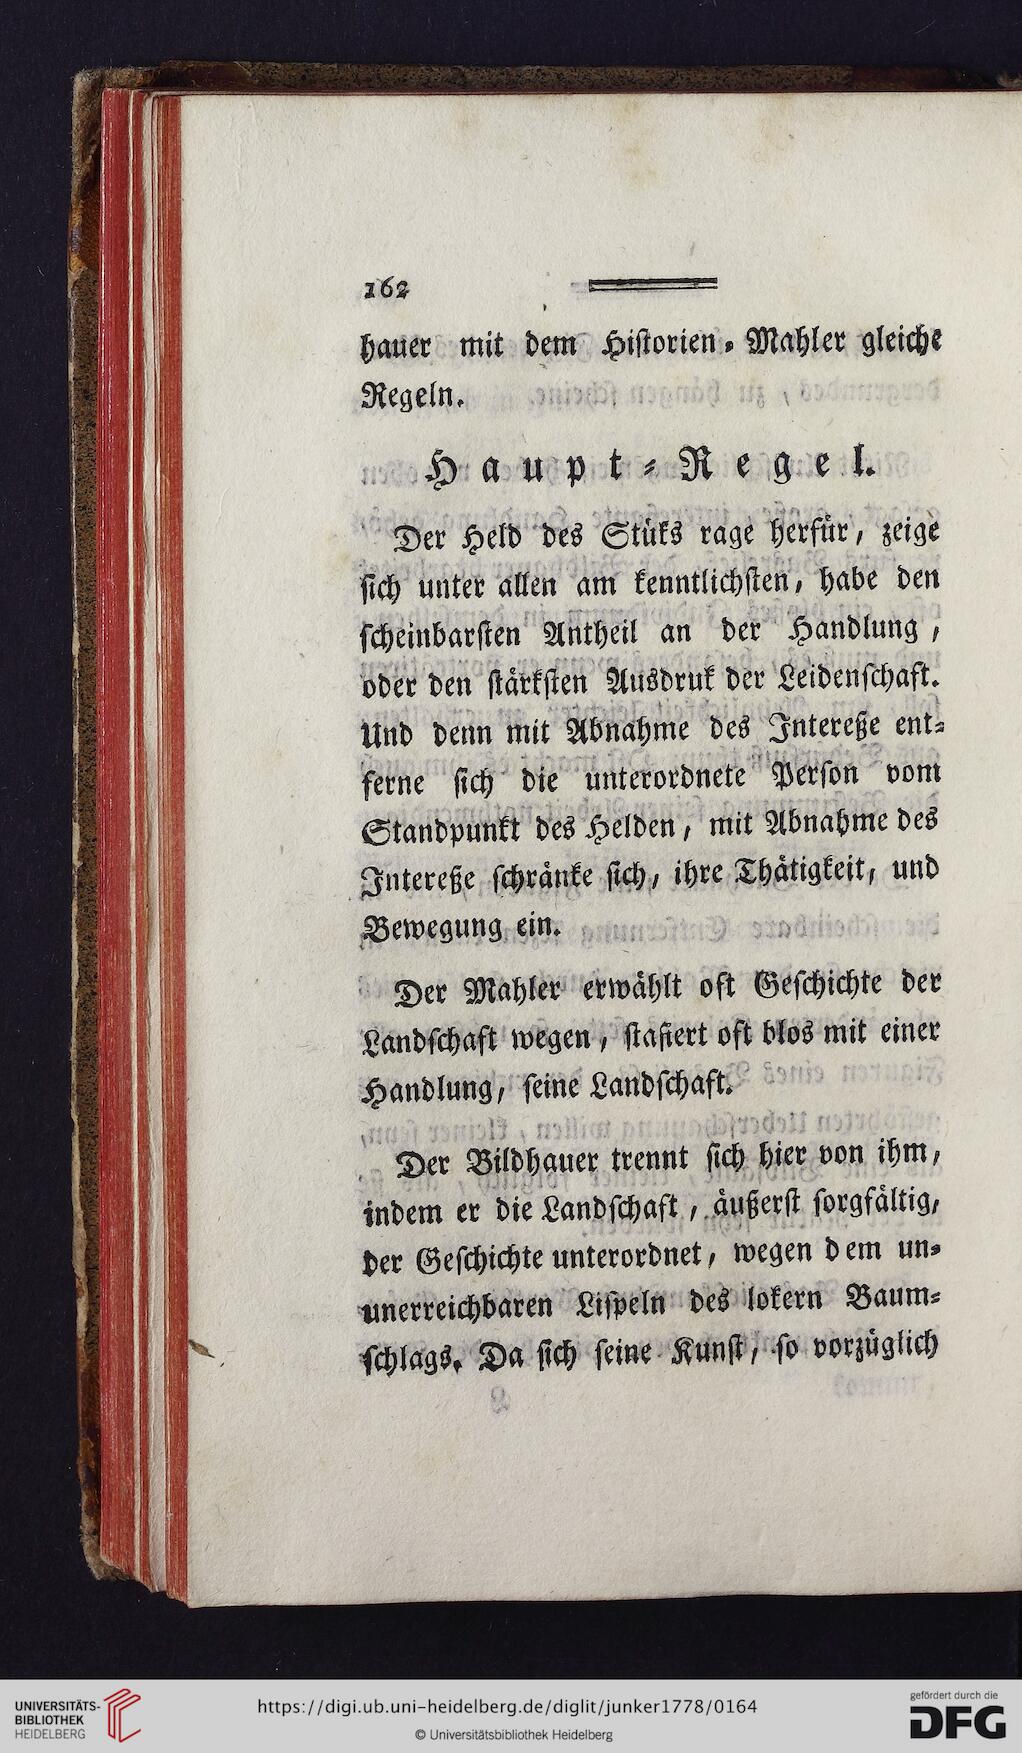 162
hauer mit dem Hiſtorien⸗Mahler gleiche
Regeln.
Haupt⸗Regel.
Der Held des Stüks rage herfür, zeige
ſich unter allen am kenntlichſten, habe den
ſcheinbarſten Antheil an der Handlung,
oder den ſtärkſten Ausdruk der Leidenſchaft.
Und denn mit Abnahme des Intereße ent⸗
ferne ſich die unterordnete Perſon vom
Standpunkt des Helden, mit Abnahme des
Intereße ſchränke ſich, ihre Thätigkeit, und
Bewegung ein.
Der Mahler erwählt oft Geſchichte der
Landſchaft wegen, ſtafiert oft blos mit einer
Handlung, ſeine Landſchaft.
Der Bildhauer trennt ſich hier von ihm,
indem er die Landſchaft, äußerſt ſorgfältig,
der Geſchichte unterordnet, wegen dem un⸗
unerreichbaren Liſpeln des lokern Baum⸗
ſchlags. Da ſich ſeine Kunſt, ſo vorzüglich
UNIVERSITÄTS-
BIBLIOTHEK
HEIDELBERG
https://digi.ub.uni-heidelberg.de/diglit/junker1778/0164
© Universitätsbibliothek Heidelberg
gefördert durch die
DFG